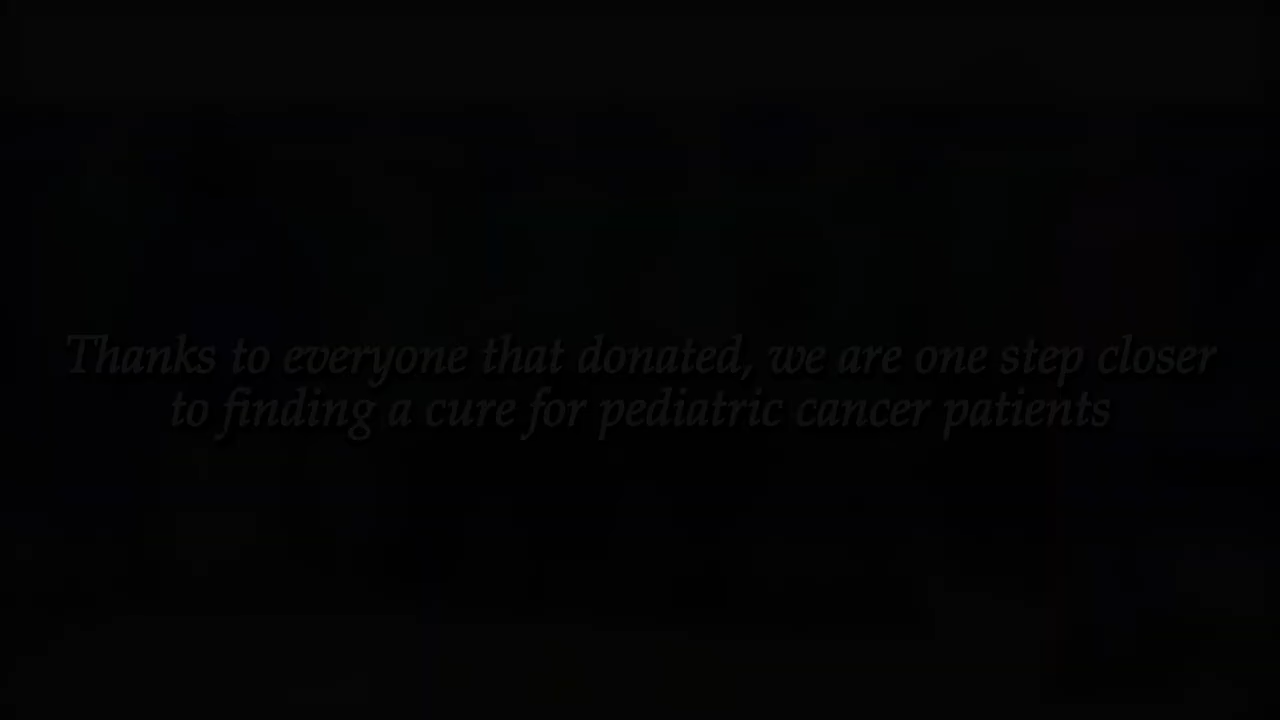 Thanks to everyone that donated, we are one step closer
to finding a cure for pediatric cancer patients